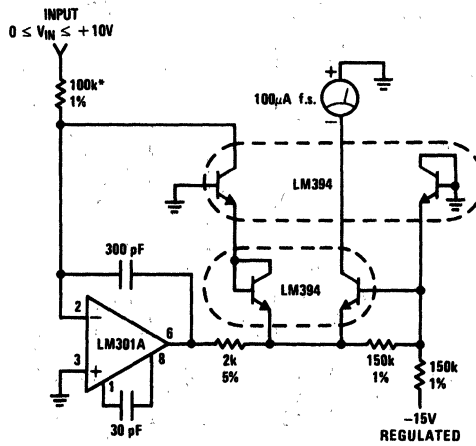 INPUT
0 ≤ VIN ≤ +10V
100k*
1%
+
100µA f.s.
−
LM394
300 pF
LM394
2
−
6
LM301A
3
+
1
8
30 pF
2k
5%
150k
1%
150k
1%
−15V
REGULATED